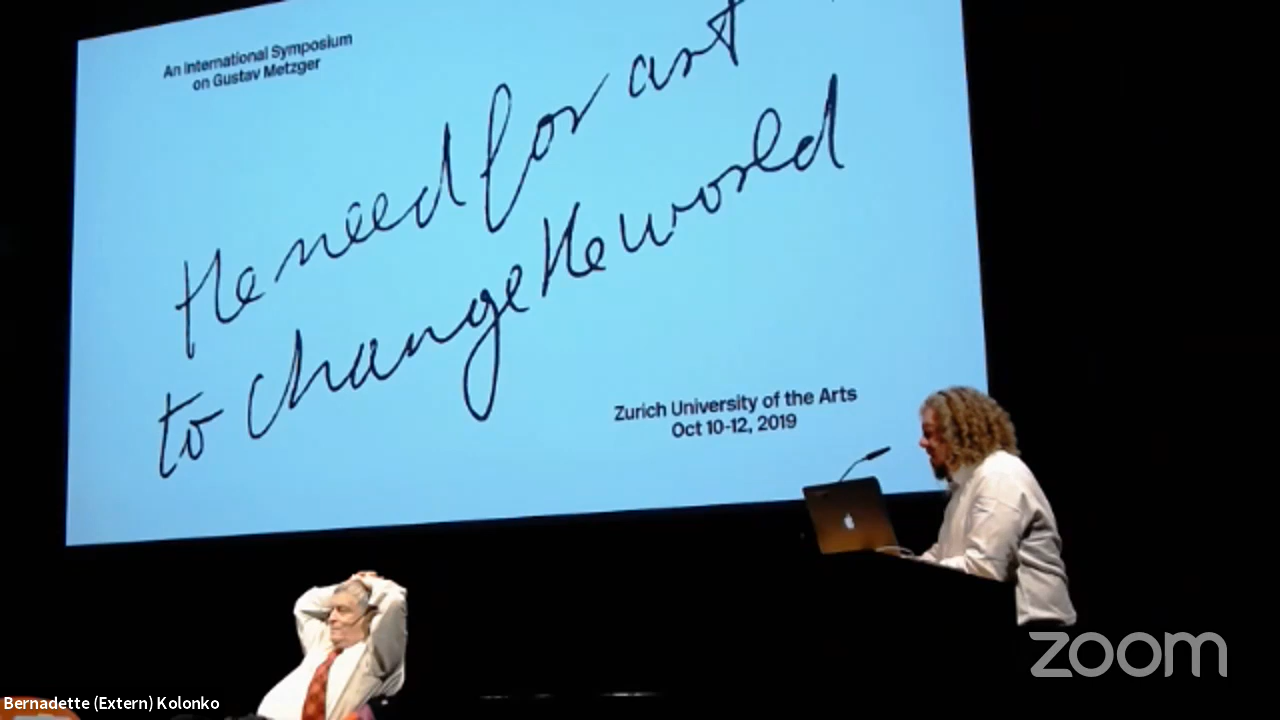 An International Symposium
on Gustav Metzger
the need for art
to change the world
Zurich University of the Arts
Oct 10-12, 2019
zoom
Bernadette (Extern) Kolonko